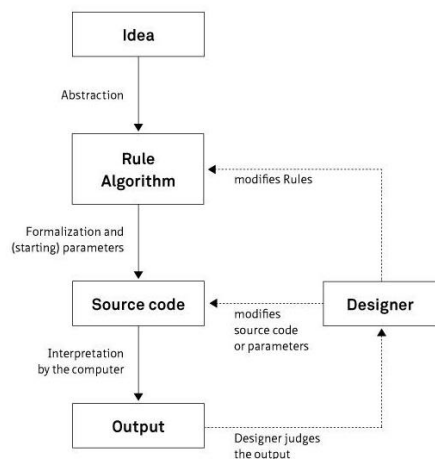 Idea
Abstraction
Rule
Algorithm
modifies Rules
Formalization and
(starting) parameters
Source code
Designer
modifies
source code
or parameters
Interpretation
by the computer
Output
Designer judges
the output